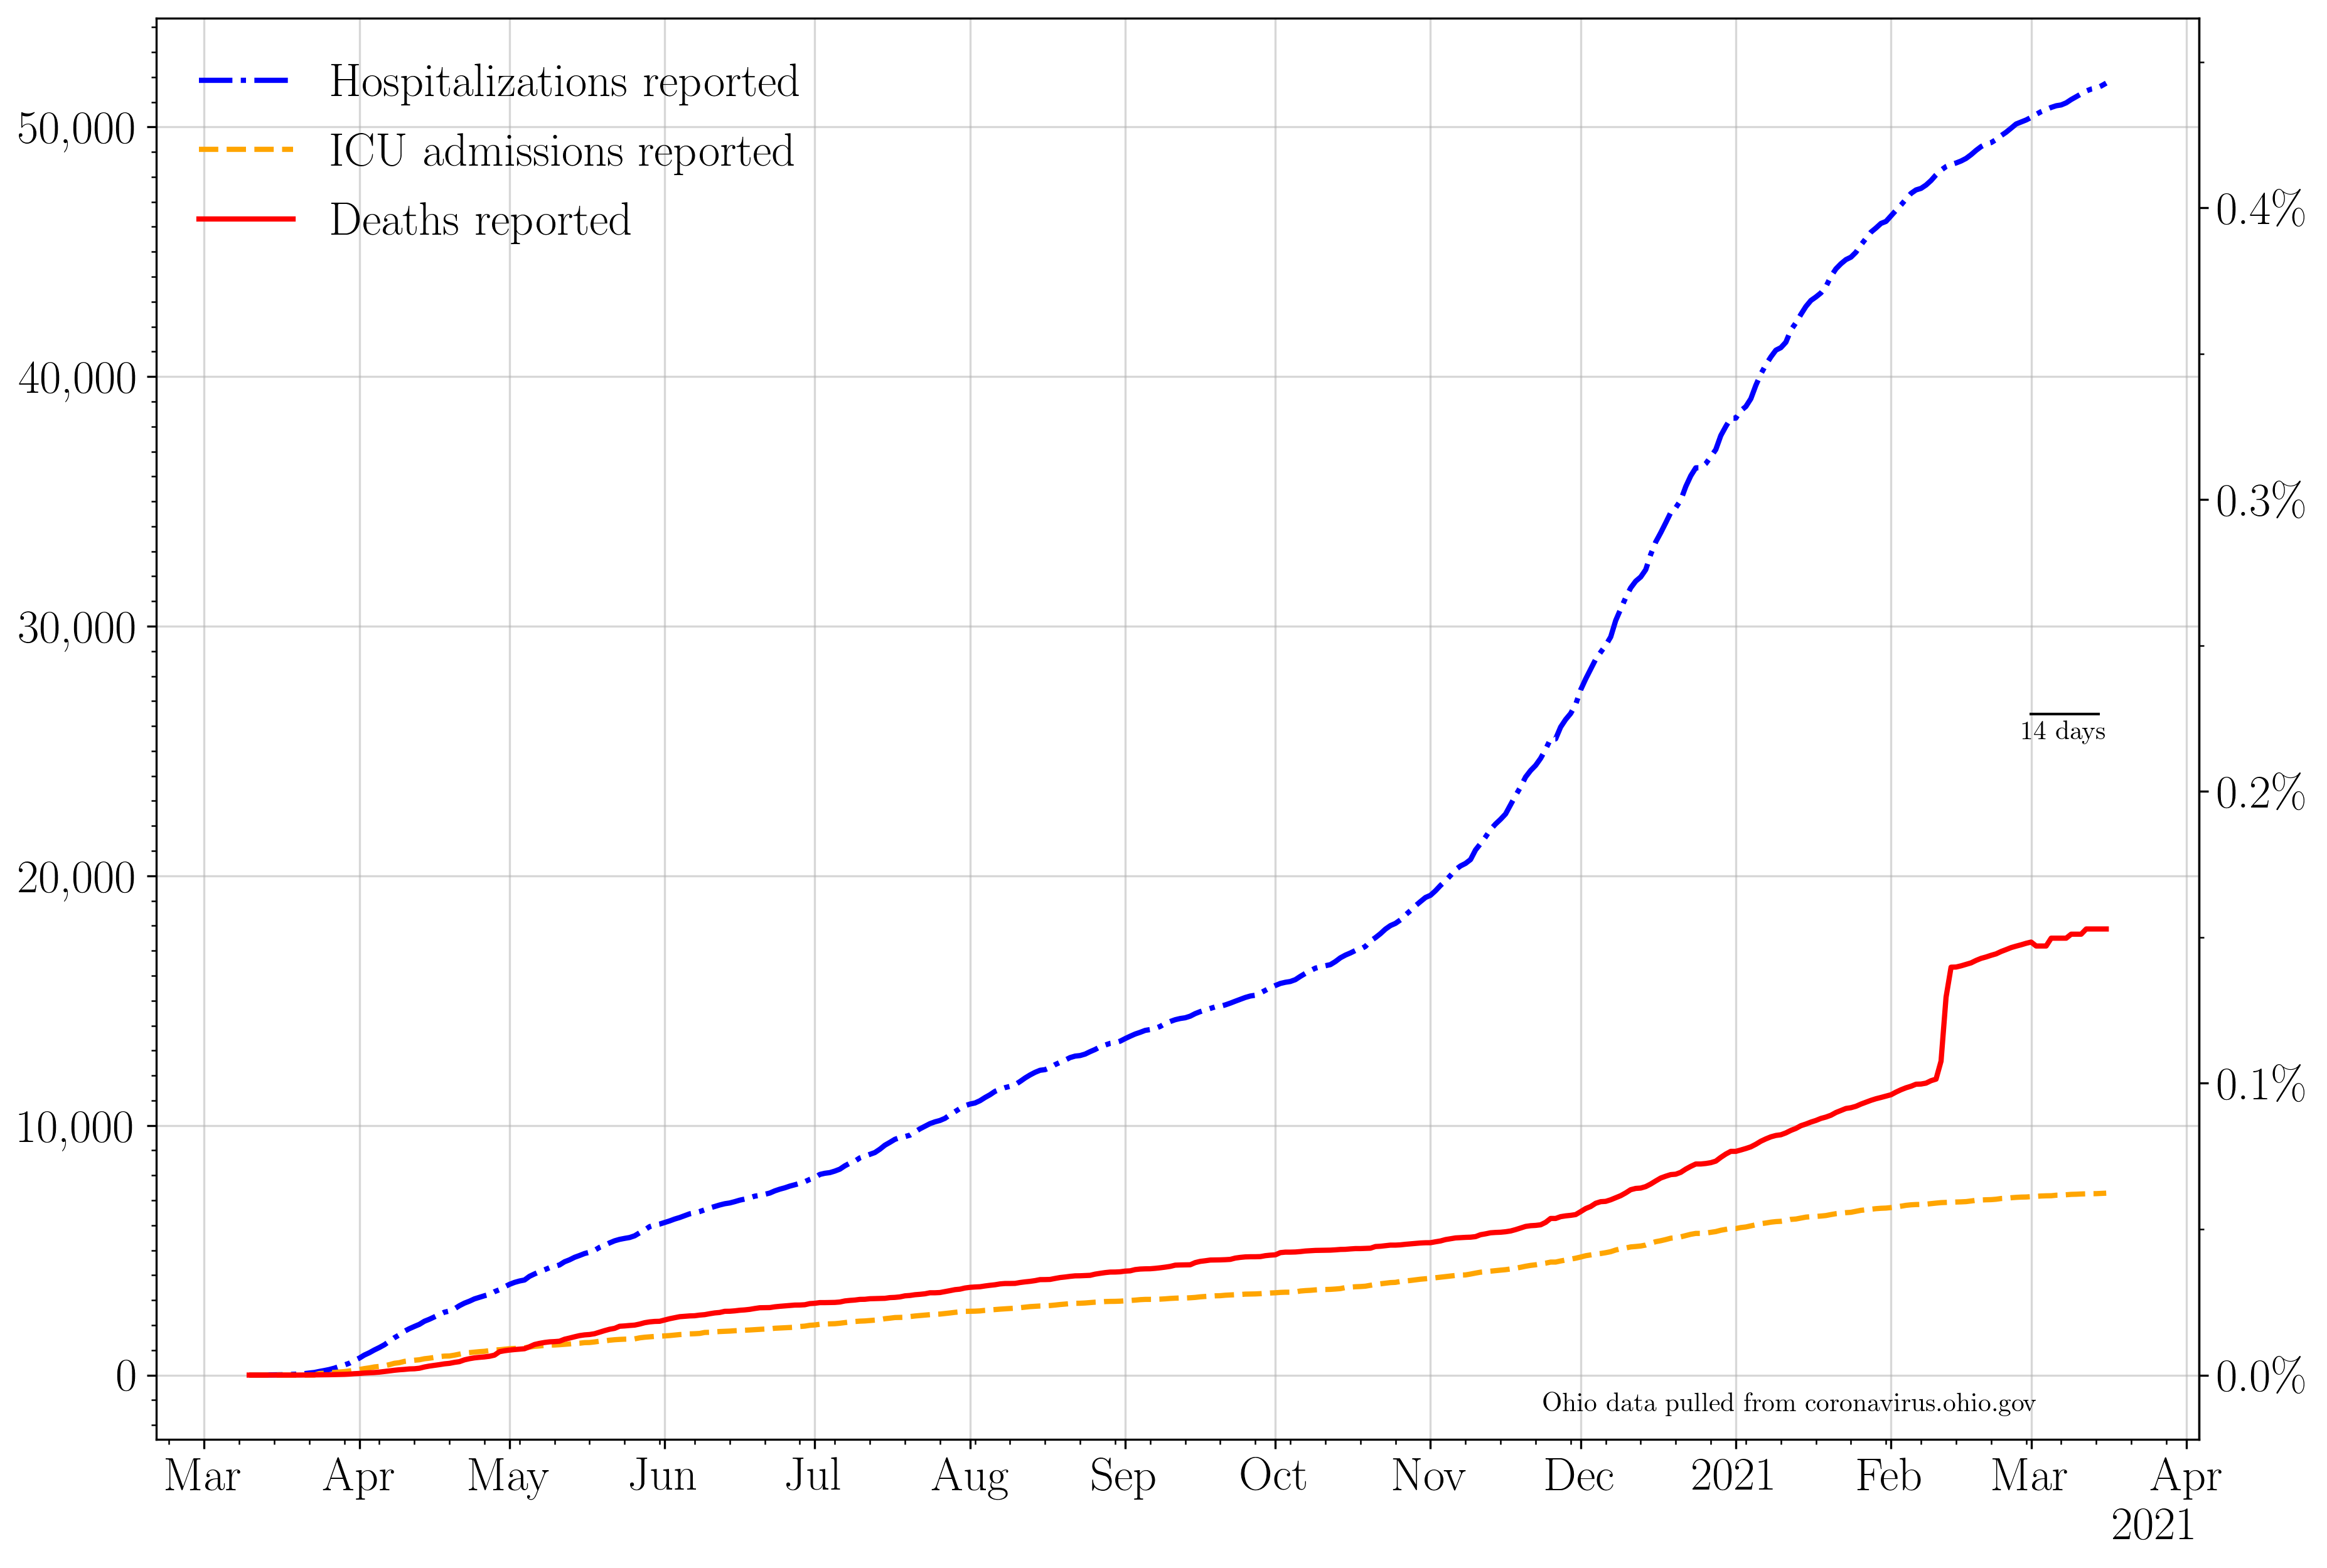 Hospitalizations reported
ICU admissions reported
Deaths reported
50,000
40,000
30,000
20,000
10,000
0
0.4%
0.3%
0.2%
0.1%
0.0%
14 days
Ohio data pulled from coronavirus.ohio.gov
Mar Apr May Jun Jul Aug Sep Oct Nov Dec 2021 Feb Mar Apr
2021